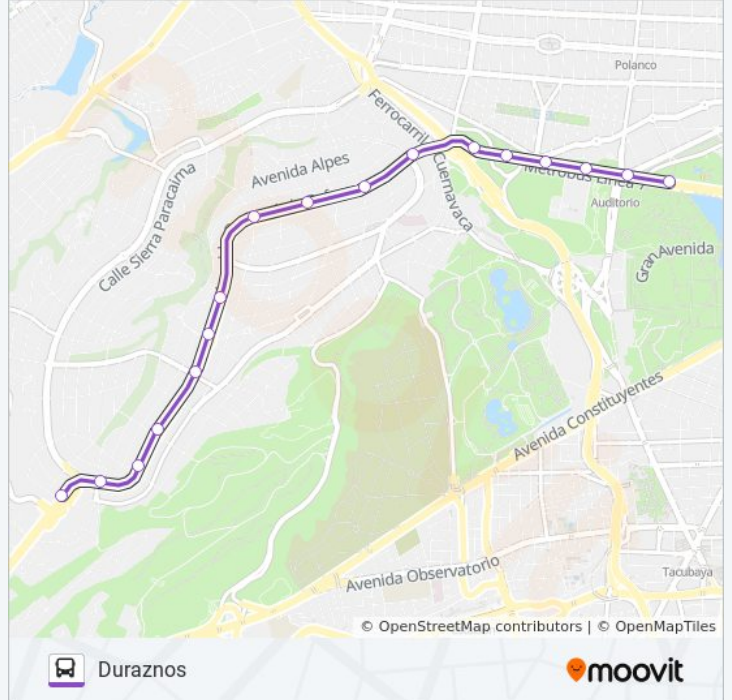 Polanco
Ferrocarril Cuernavaca
Avenida Alpes
Metrobús Línea 7
Auditorio
Calle Sierra Paracaima
Gran Avenida
Avenida Constituyentes
Avenida Observatorio
Tacubaya
© OpenStreetMap contributors | © OpenMapTiles
Duraznos
moovit